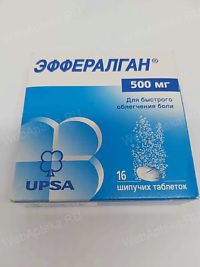 ЭФФЕРАЛГАН®
500 мг
Для быстрого
облегчения боли
16
шипучих таблеток
UPSA